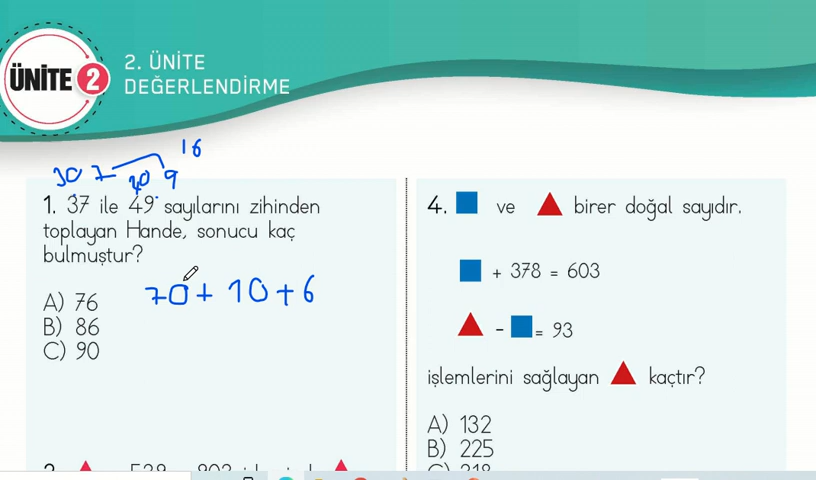 ÜNİTE 2
2. ÜNİTE
DEĞERLENDİRME
16
30 7 40 9
1. 37 ile 49 sayılarını zihinden
toplayan Hande, sonucu kaç
bulmuştur?
70 + 10 + 6
A) 76
B) 86
C) 90
4. ve birer doğal sayıdır.
+ 378 = 603
- = 93
işlemlerini sağlayan kaçtır?
A) 132
B) 225